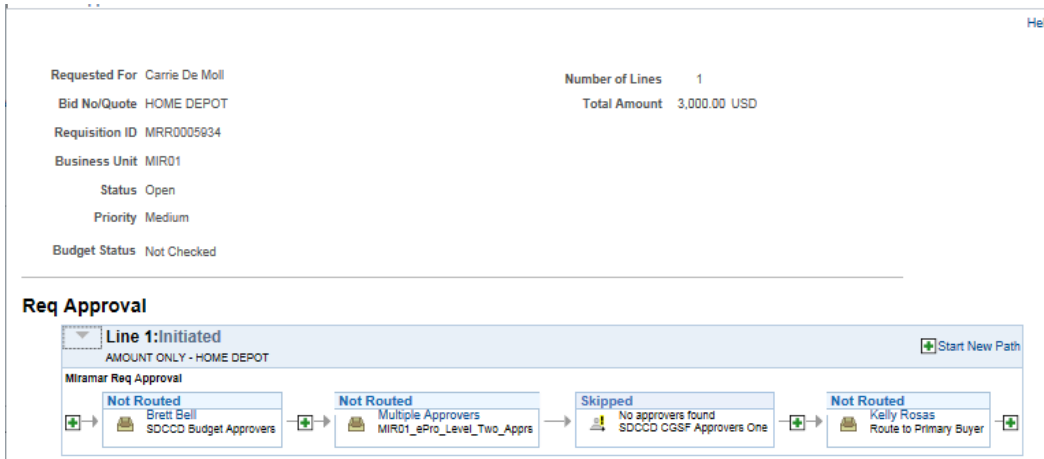 Requested For Carrie De Moll
Number of Lines 1
Bid No/Quote HOME DEPOT
Total Amount 3,000.00 USD
Requisition ID MRR0005934
Business Unit MIR01
Status Open
Priority Medium
Budget Status Not Checked
Req Approval
Line 1:Initiated
AMOUNT ONLY - HOME DEPOT
Start New Path
Miramar Req Approval
Not Routed
Brett Bell
SDCCD Budget Approvers
Not Routed
Multiple Approvers
MIR01_ePro_Level_Two_Apprs
Skipped
No approvers found
SDCCD CGSF Approvers One
Not Routed
Kelly Rosas
Route to Primary Buyer